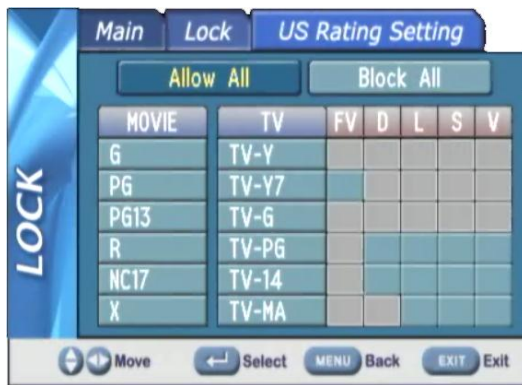 Main Lock US Rating Setting
Allow All Block All
MOVIE TV FV D L S V
G TV-Y
PG TV-Y7
PG13 TV-G
R TV-PG
NC17 TV-14
X TV-MA
LOCK
Move Select MENU Back EXIT Exit